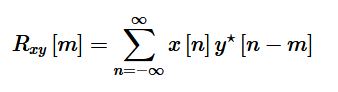 R_{xy}[m] = \sum_{n=-\infty}^{\infty} x[n] y^{\star}[n-m]